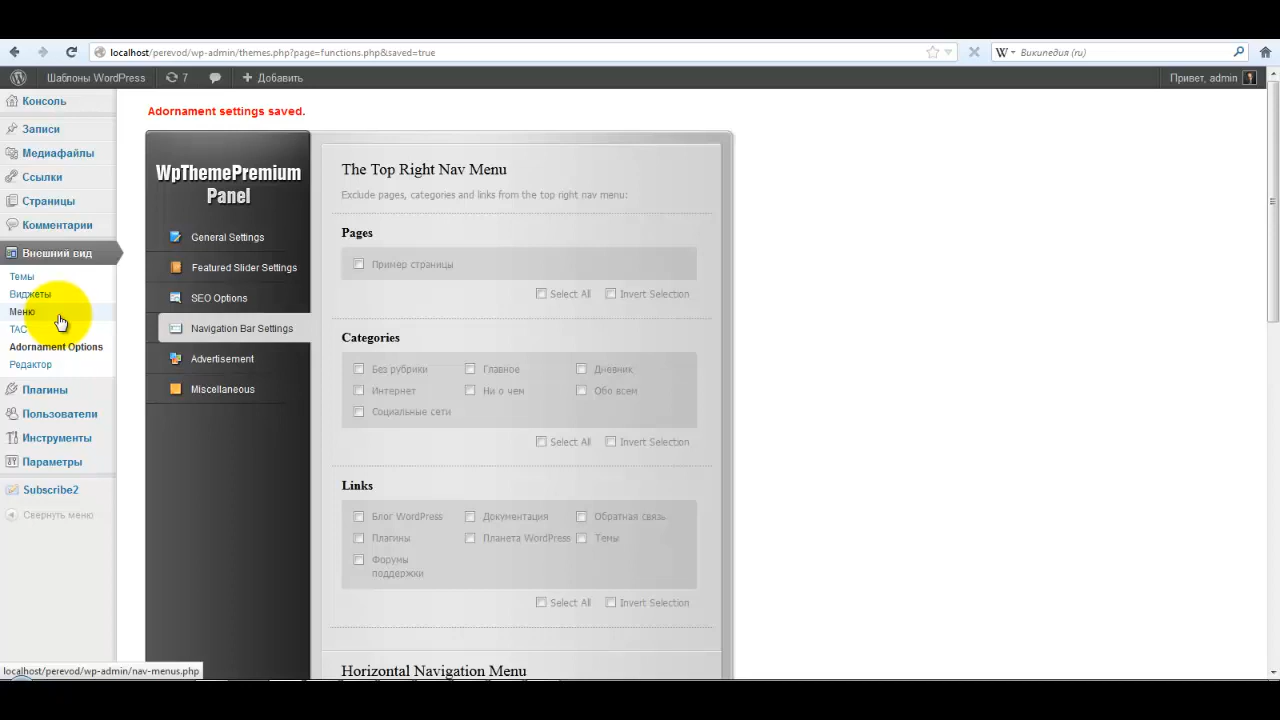 localhost/perevod/wp-admin/themes.php?page=functions.php&saved=true
W
Википедия (ru)
Шаблоны WordPress
7
Добавить
Привет, admin
Консоль
Записи
Медиафайлы
Ссылки
Страницы
Комментарии
Внешний вид
Темы
Виджеты
Меню
TAC
Adornament Options
Редактор
Плагины
Пользователи
Инструменты
Параметры
Subscribe2
Свернуть меню
Adornament settings saved.
WpThemePremium
Panel
General Settings
Featured Slider Settings
SEO Options
Navigation Bar Settings
Advertisement
Miscellaneous
The Top Right Nav Menu
Exclude pages, categories and links from the top right nav menu:
Pages
Пример страницы
Select All Invert Selection
Categories
Без рубрики Главное Дневник
Интернет Ни о чем Обо всем
Социальные сети
Select All Invert Selection
Links
Блог WordPress Документация Обратная связь
Плагины Планета WordPress Темы
Форумы
поддержки
Select All Invert Selection
Horizontal Navigation Menu
localhost/perevod/wp-admin/nav-menus.php